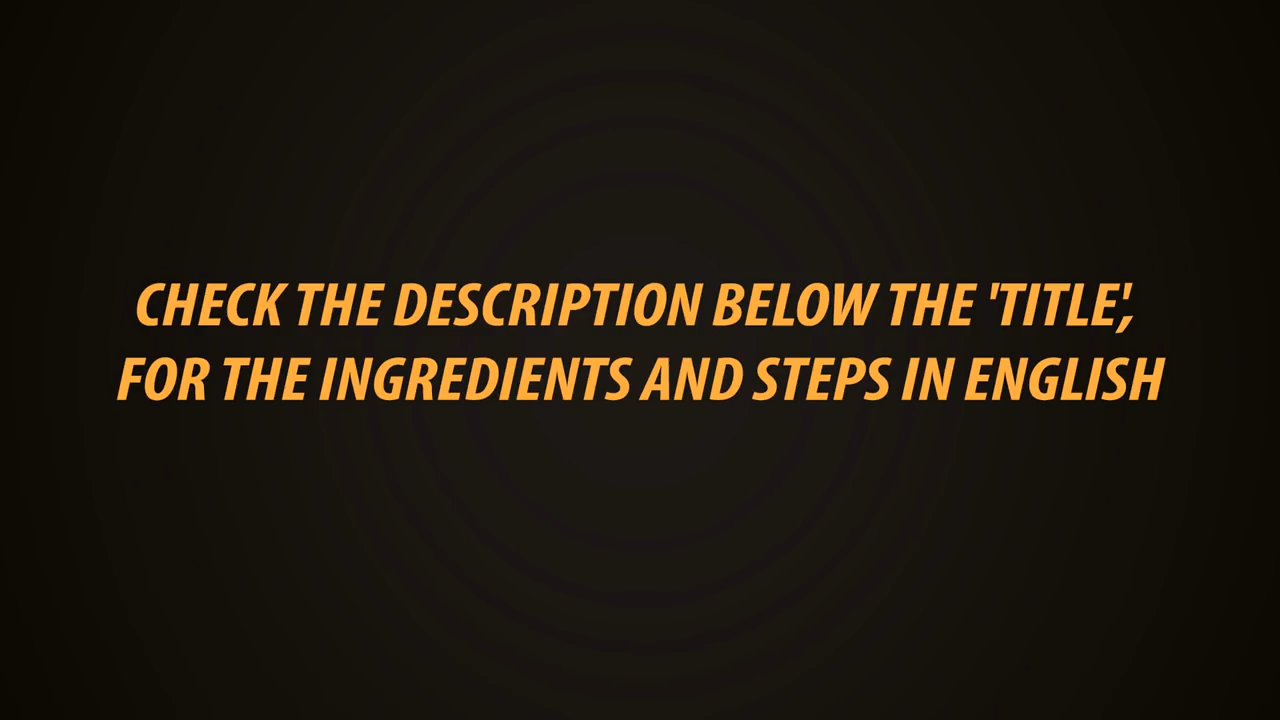 CHECK THE DESCRIPTION BELOW THE 'TITLE',
FOR THE INGREDIENTS AND STEPS IN ENGLISH